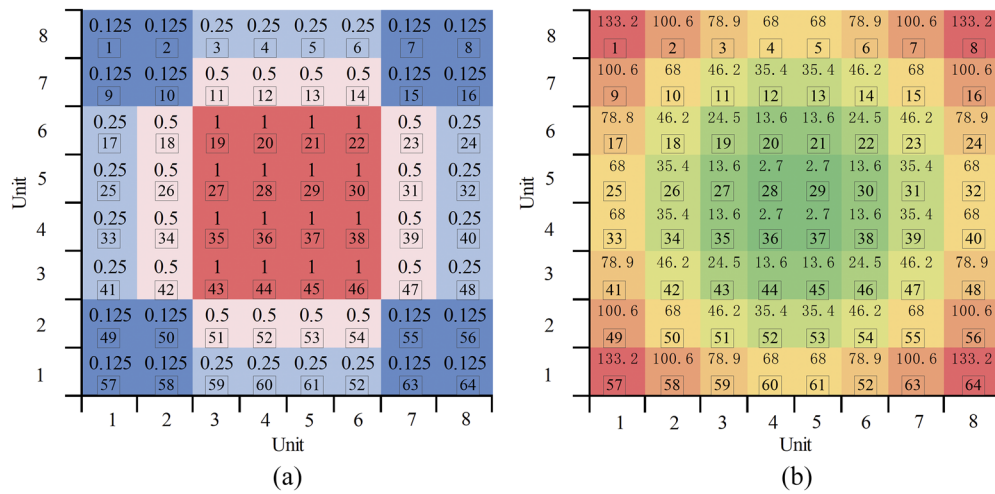 8 0.125 0.125 0.25 0.25 0.25 0.25 0.125 0.125
1 2 3 4 5 6 7 8
7 0.125 0.125 0.5 0.5 0.5 0.5 0.125 0.125
9 10 11 12 13 14 15 16
6 0.25 0.5 1 1 1 1 0.5 0.25
17 18 19 20 21 22 23 24
5 0.25 0.5 1 1 1 1 0.5 0.25
25 26 27 28 29 30 31 32
4 0.25 0.5 1 1 1 1 0.5 0.25
33 34 35 36 37 38 39 40
3 0.25 0.5 1 1 1 1 0.5 0.25
41 42 43 44 45 46 47 48
2 0.125 0.125 0.5 0.5 0.5 0.5 0.125 0.125
49 50 51 52 53 54 55 56
1 0.125 0.125 0.25 0.25 0.25 0.25 0.125 0.125
57 58 59 60 61 52 63 64
Unit
1 2 3 4 5 6 7 8
Unit
(a)
8 133.2 100.6 78.9 68 68 78.9 100.6 133.2
1 2 3 4 5 6 7 8
7 100.6 68 46.2 35.4 35.4 46.2 68 100.6
9 10 11 12 13 14 15 16
6 78.8 46.2 24.5 13.6 13.6 24.5 46.2 78.9
17 18 19 20 21 22 23 24
5 68 35.4 13.6 2.7 2.7 13.6 35.4 68
25 26 27 28 29 30 31 32
4 68 35.4 13.6 2.7 2.7 13.6 35.4 68
33 34 35 36 37 38 39 40
3 78.9 46.2 24.5 13.6 13.6 24.5 46.2 78.9
41 42 43 44 45 46 47 48
2 100.6 68 46.2 35.4 35.4 46.2 68 100.6
49 50 51 52 53 54 55 56
1 133.2 100.6 78.9 68 68 78.9 100.6 133.2
57 58 59 60 61 52 63 64
Unit
1 2 3 4 5 6 7 8
Unit
(b)